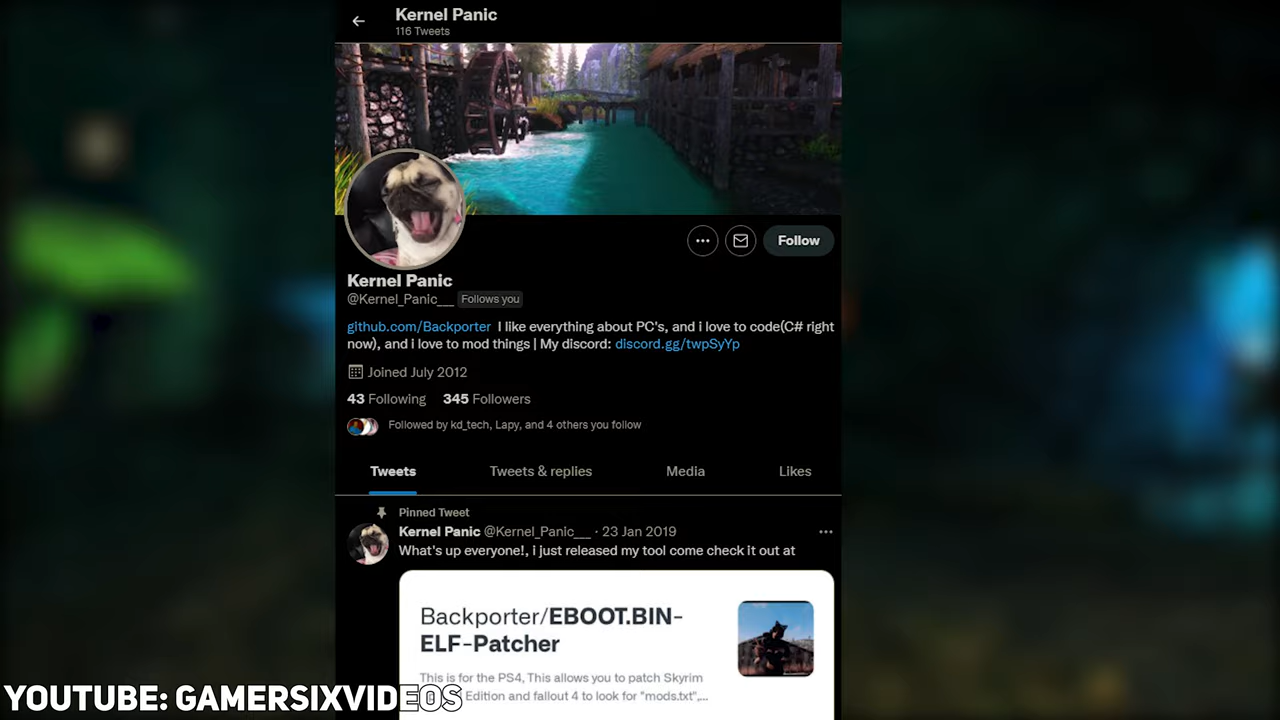 Kernel Panic
116 Tweets
Follow
Kernel Panic
@Kernel_Panic___ Follows you
github.com/Backporter I like everything about PC's, and i love to code(C# right
now), and i love to mod things | My discord: discord.gg/twpSyYp
Joined July 2012
43 Following 345 Followers
Followed by kd_tech, Lapy, and 4 others you follow
Tweets Tweets & replies Media Likes
Pinned Tweet
Kernel Panic @Kernel_Panic___ · 23 Jan 2019
What's up everyone!, i just released my tool come check it out at
Backporter/EBOOT.BIN-
ELF-Patcher
This is for the PS4, This allows you to patch Skyrim
Edition and fallout 4 to look for "mods.txt",...
YOUTUBE: GAMERSIXVIDEOS